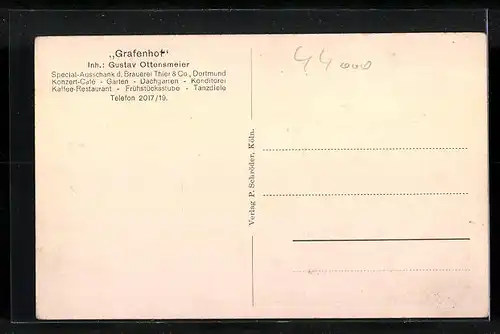 „Grafenhof“
Inh.: Gustav Ottensmeier
Special-Ausschank d. Brauerei Thier & Co., Dortmund
Konzert-Café - Garten - Dachgarten - Konditorei
Kaffee-Restaurant - Frühstücksstube - Tanzdiele
Telefon 2017/19.
Verlag P. Schröder, Köln.
44000